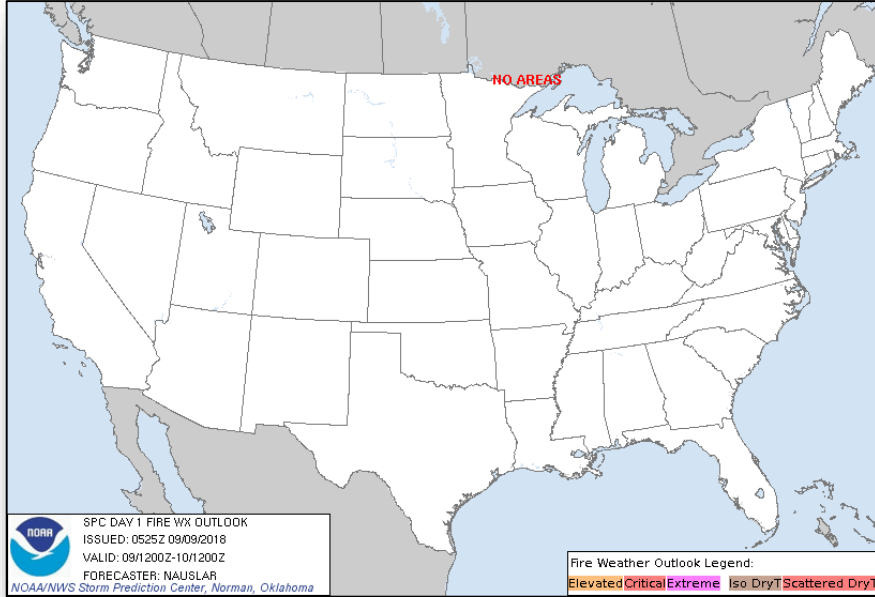 NO AREAS
NOAA
SPC DAY 1 FIRE WX OUTLOOK
ISSUED: 0525Z 09/09/2018
VALID: 09/1200Z-10/1200Z
FORECASTER: NAUSLAR
NOAA/NWS Storm Prediction Center, Norman, Oklahoma
Fire Weather Outlook Legend:
Elevated Critical Extreme Iso DryT Scattered DryT